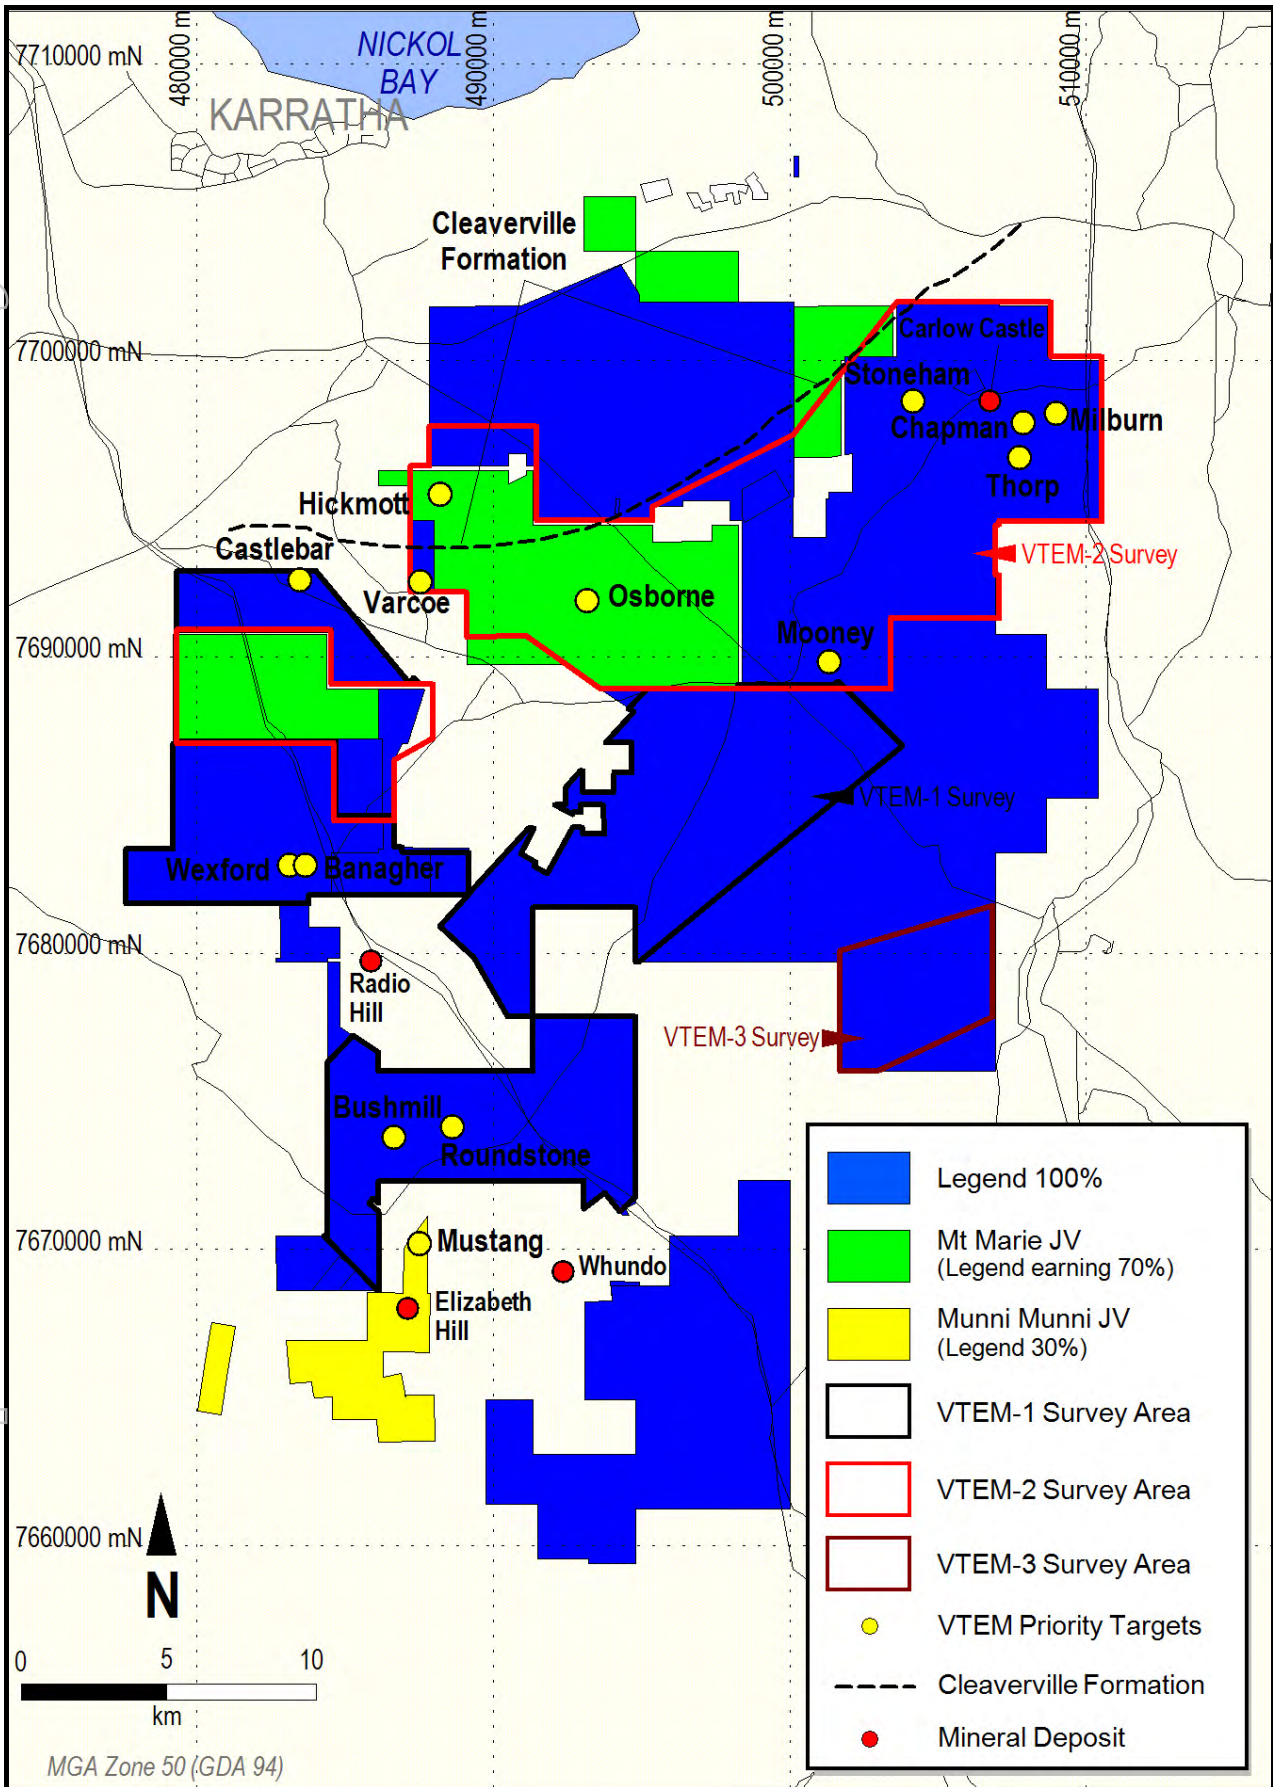 480000 m
490000 m
500000 m
510000 m
7710000 mN
NICKOL
BAY
KARRATHA
Cleaverville
Formation
7700000 mN
Carlow Castle
Stoneham
Chapman
Milburn
Thorp
Hickmott
Castlebar
Varcoe
Osborne
VTEM-2 Survey
Mooney
7690000 mN
VTEM-1 Survey
Wexford
Banagher
7680000 mN
Radio
Hill
VTEM-3 Survey
Bushmill
Roundstone
7670000 mN
Mustang
Whundo
Elizabeth
Hill
7660000 mN
N
0 5 10
km
MGA Zone 50 (GDA 94)
Legend 100%
Mt Marie JV
(Legend earning 70%)
Munni Munni JV
(Legend 30%)
VTEM-1 Survey Area
VTEM-2 Survey Area
VTEM-3 Survey Area
VTEM Priority Targets
Cleaverville Formation
Mineral Deposit